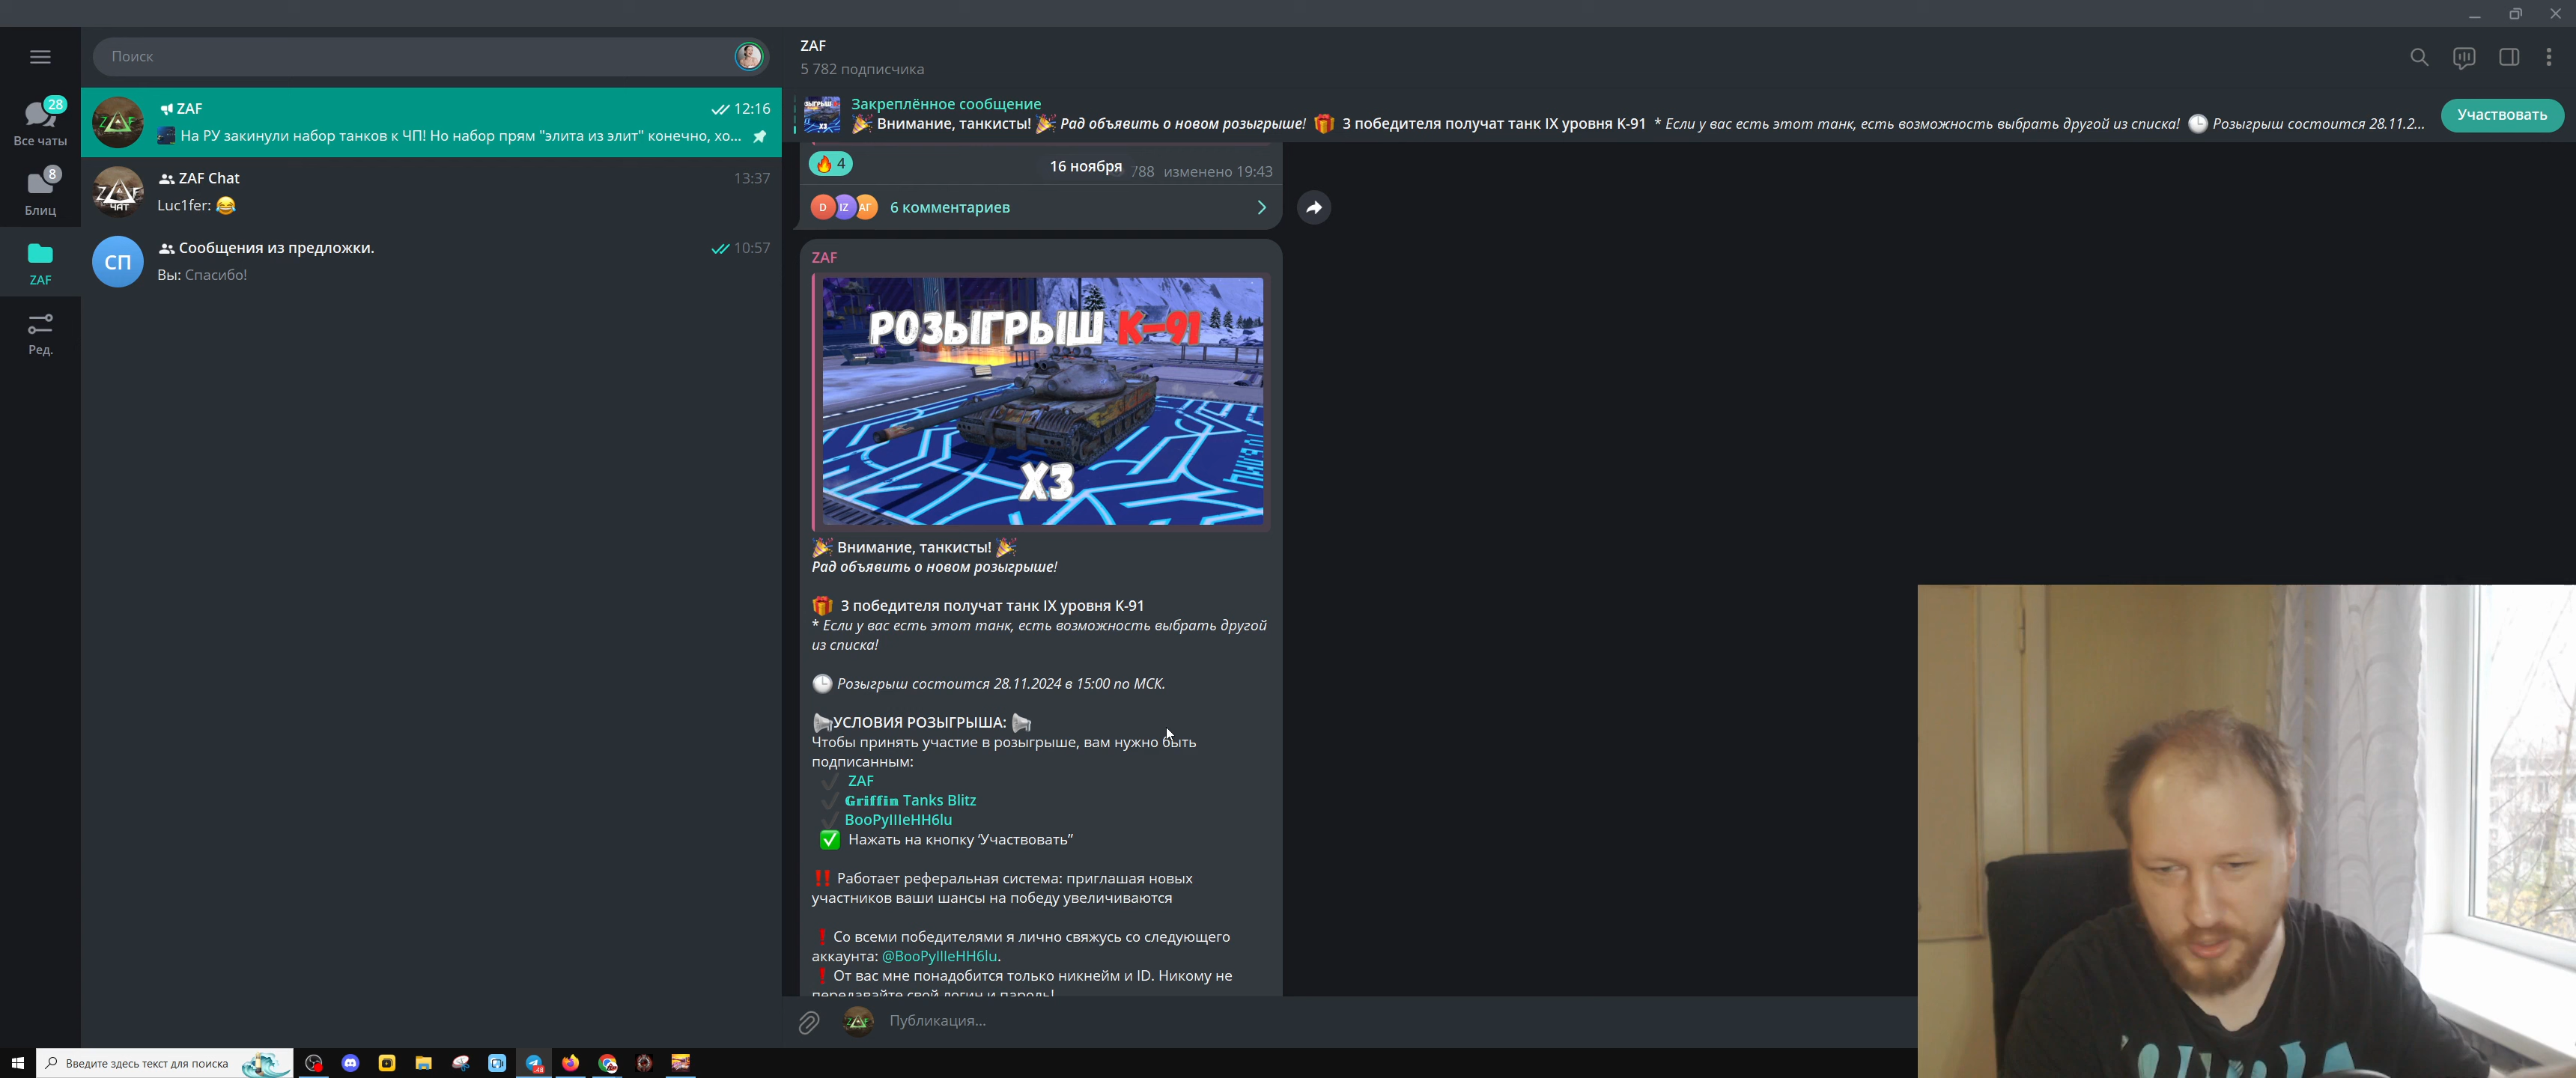 Поиск
28
Все чаты
8
Блиц
ZAF
Ред.
ZAF
12:16
На РУ закинули набор танков к ЧП! Но набор прям "элита из элит" конечно, хо...
ZAF
ЧАТ
ZAF Chat
13:37
Luc1fer: 😂
СП
Сообщения из предложки.
10:57
Вы: Спасибо!
ZAF
5 782 подписчика
Закреплённое сообщение
🎉 Внимание, танкисты! 🎉 Рад объявить о новом розыгрыше! 🎁 3 победителя получат танк IX уровня К-91 * Если у вас есть этот танк, есть возможность выбрать другой из списка! 🕒 Розыгрыш состоится 28.11.2...
Участвовать
🔥 4
16 ноября
788 изменено 19:43
D IZ АГ
6 комментариев
ZAF
РОЗЫГРЫШ К-91
X3
🎉 Внимание, танкисты! 🎉
Рад объявить о новом розыгрыше!
🎁 3 победителя получат танк IX уровня К-91
* Если у вас есть этот танк, есть возможность выбрать другой
из списка!
🕒 Розыгрыш состоится 28.11.2024 в 15:00 по МСК.
📢УСЛОВИЯ РОЗЫГРЫША: 📢
Чтобы принять участие в розыгрыше, вам нужно быть
подписанным:
✔ ZAF
✔ 𝔾𝕣𝕚𝕗𝕗𝕚𝕟 Tanks Blitz
✔ BooPyIIIeHH6lu
✅ Нажать на кнопку ‘Участвовать”
‼️ Работает реферальная система: приглашая новых
участников ваши шансы на победу увеличиваются
❗ Со всеми победителями я лично свяжусь со следующего
аккаунта: @BooPyIIIeHH6lu.
❗ От вас мне понадобится только никнейм и ID. Никому не
передавайте свой логин и пароль!
Публикация...
Введите здесь текст для поиска